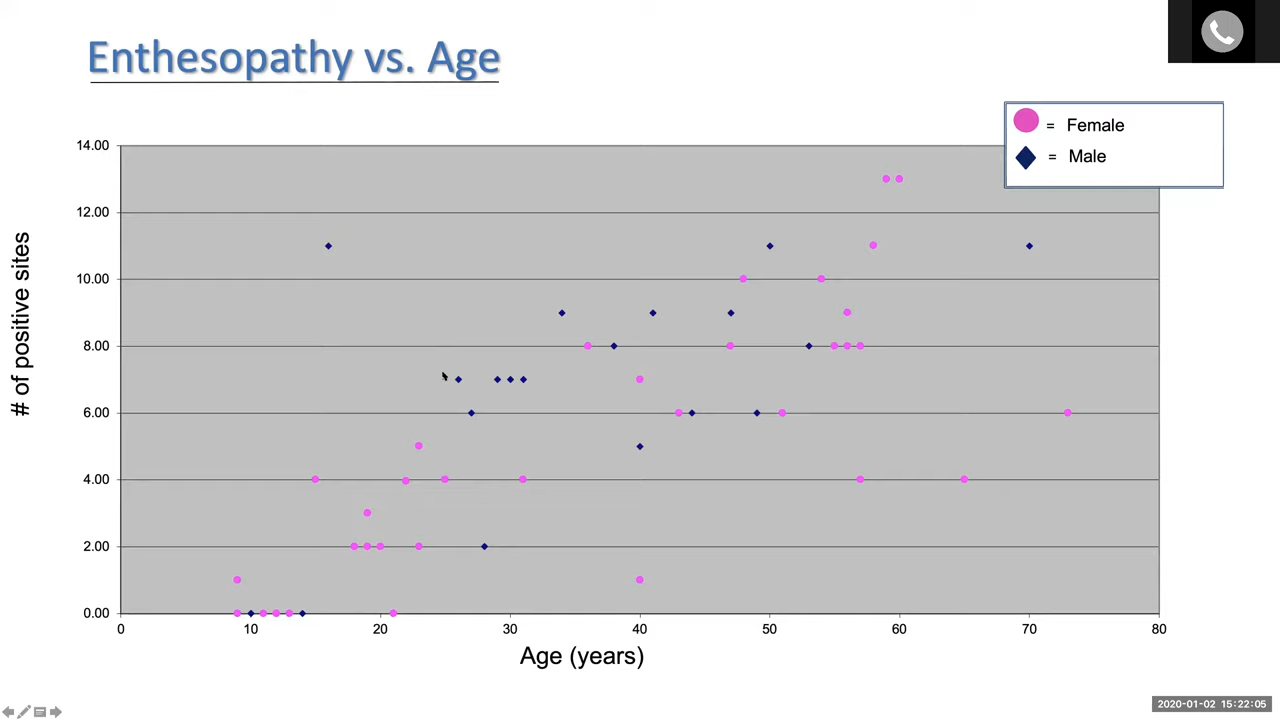 Enthesopathy vs. Age
= Female
= Male
14.00
12.00
10.00
8.00
6.00
4.00
2.00
0.00
# of positive sites
0 10 20 30 40 50 60 70 80
Age (years)
2020-01-02 15:22:05